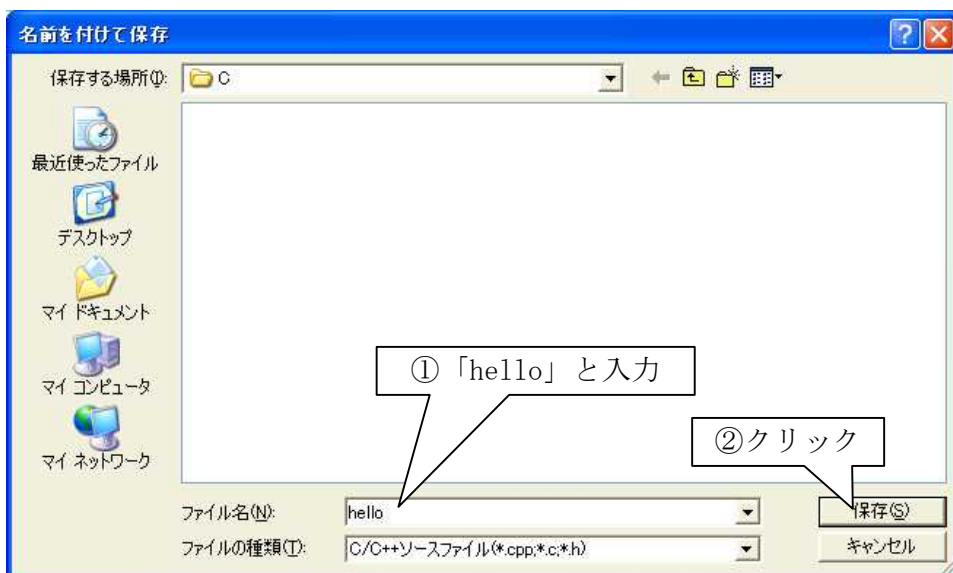 名前を付けて保存
保存する場所(I):
C
最近使ったファイル
デスクトップ
マイ ドキュメント
マイ コンピュータ
マイ ネットワーク
①「hello」と入力
②クリック
ファイル名(N):
hello
保存(S)
ファイルの種類(T):
C/C++ソースファイル(*.cpp;*.c;*.h)
キャンセル